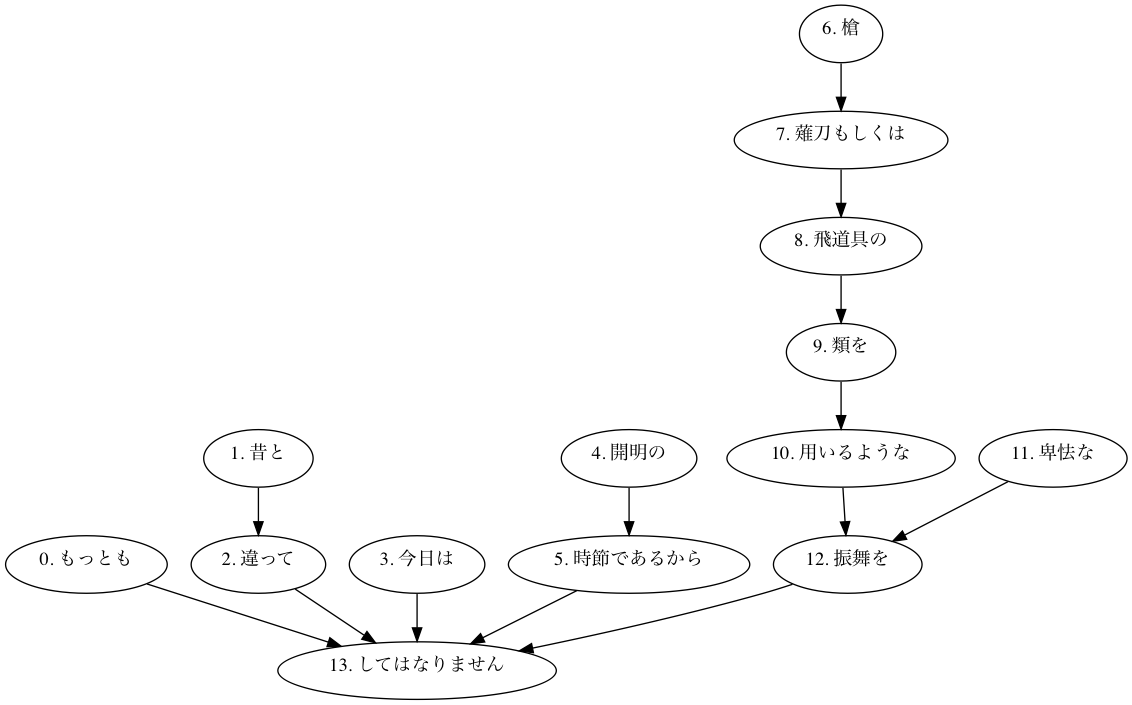 6. 槍
7. 薙刀もしくは
8. 飛道具の
9. 類を
1. 昔と
4. 開明の
10. 用いるような
11. 卑怯な
0. もっとも
2. 違って
3. 今日は
5. 時節であるから
12. 振舞を
13. してはなりません